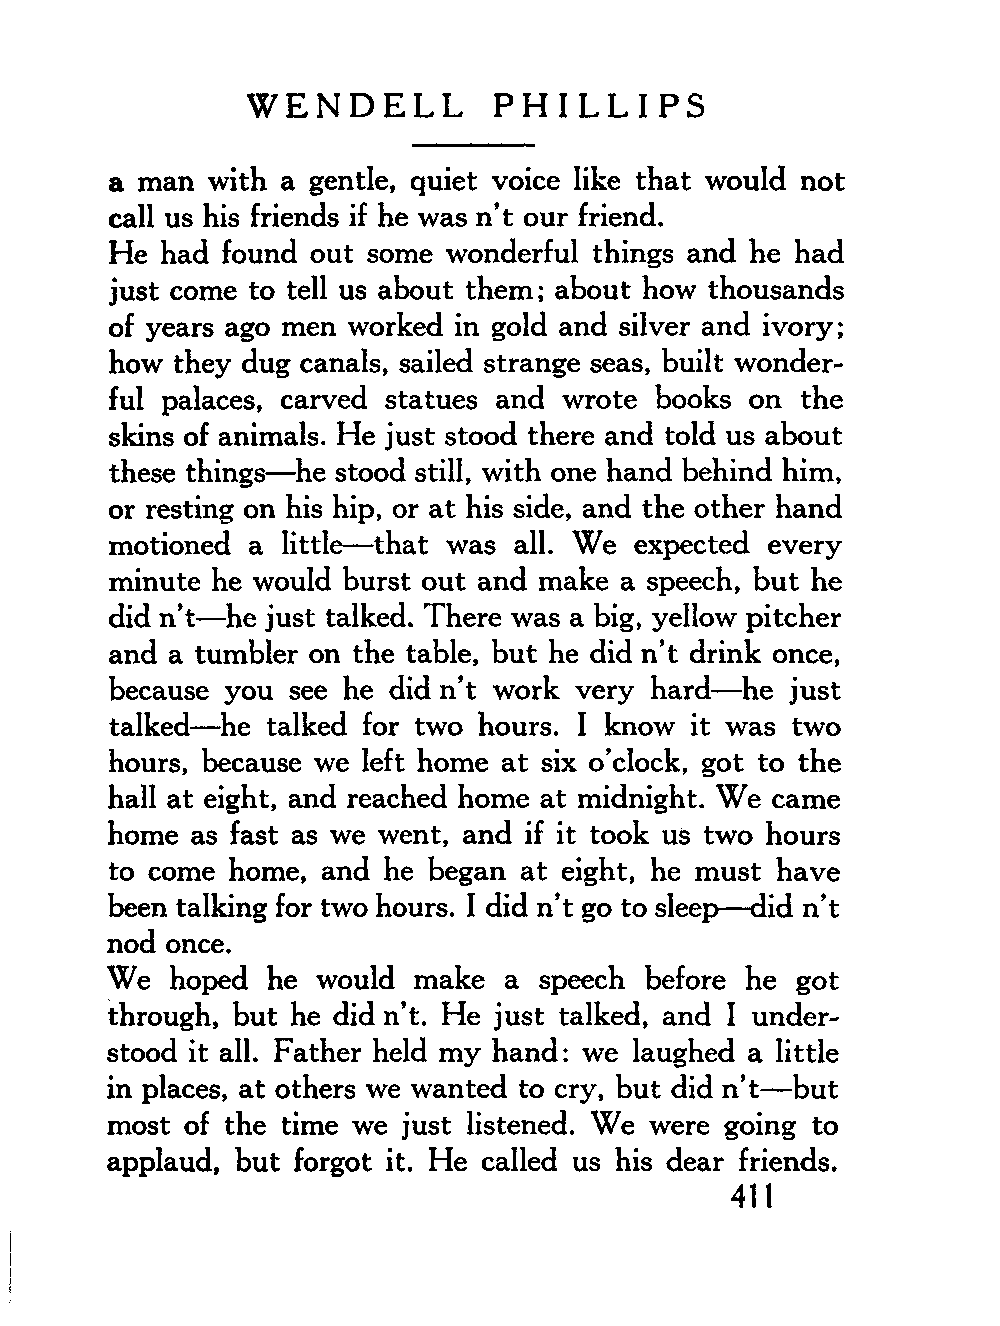 WENDELL PHILLIPS
a man with a gentle, quiet voice like that would not
call us his friends if he was n't our friend.
He had found out some wonderful things and he had
just come to tell us about them; about how thousands
of years ago men worked in gold and silver and ivory;
how they dug canals, sailed strange seas, built wonder-
ful palaces, carved statues and wrote books on the
skins of animals. He just stood there and told us about
these things—he stood still, with one hand behind him,
or resting on his hip, or at his side, and the other hand
motioned a little—that was all. We expected every
minute he would burst out and make a speech, but he
did n't—he just talked. There was a big, yellow pitcher
and a tumbler on the table, but he did n't drink once,
because you see he did n't work very hard—he just
talked—he talked for two hours. I know it was two
hours, because we left home at six o'clock, got to the
hall at eight, and reached home at midnight. We came
home as fast as we went, and if it took us two hours
to come home, and he began at eight, he must have
been talking for two hours. I did n't go to sleep—did n't
nod once.
We hoped he would make a speech before he got
through, but he did n't. He just talked, and I under-
stood it all. Father held my hand: we laughed a little
in places, at others we wanted to cry, but did n't—but
most of the time we just listened. We were going to
applaud, but forgot it. He called us his dear friends.
411